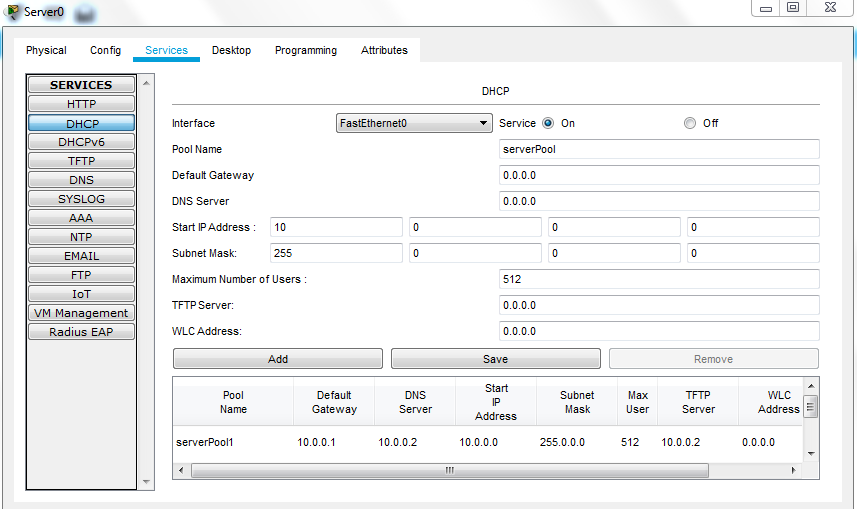 Server0
Physical Config Services Desktop Programming Attributes
SERVICES
HTTP
DHCP
DHCPv6
TFTP
DNS
SYSLOG
AAA
NTP
EMAIL
FTP
IoT
VM Management
Radius EAP
DHCP
Interface FastEthernet0 Service On Off
Pool Name serverPool
Default Gateway 0.0.0.0
DNS Server 0.0.0.0
Start IP Address : 10 0 0 0
Subnet Mask: 255 0 0 0
Maximum Number of Users : 512
TFTP Server: 0.0.0.0
WLC Address: 0.0.0.0
Add Save Remove
Pool Name Default Gateway DNS Server Start IP Address Subnet Mask Max User TFTP Server WLC Address
serverPool1 10.0.0.1 10.0.0.2 10.0.0.0 255.0.0.0 512 10.0.0.2 0.0.0.0